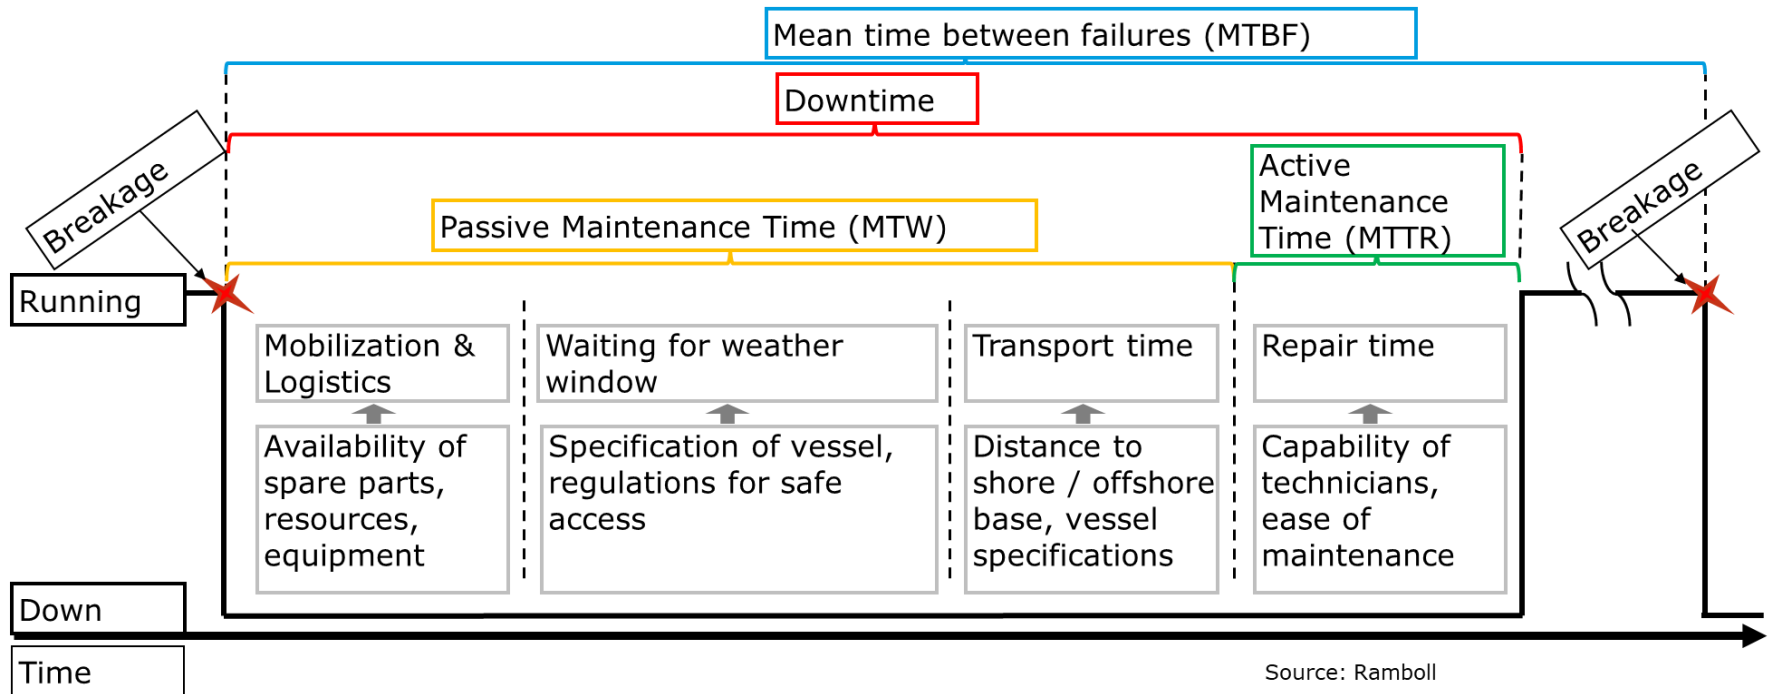 Mean time between failures (MTBF)
Downtime
Breakage
Passive Maintenance Time (MTW)
Active
Maintenance
Time (MTTR)
Breakage
Running
Mobilization &
Logistics
Waiting for weather
window
Transport time
Repair time
Availability of
spare parts,
resources,
equipment
Specification of vessel,
regulations for safe
access
Distance to
shore / offshore
base, vessel
specifications
Capability of
technicians,
ease of
maintenance
Down
Time
Source: Ramboll